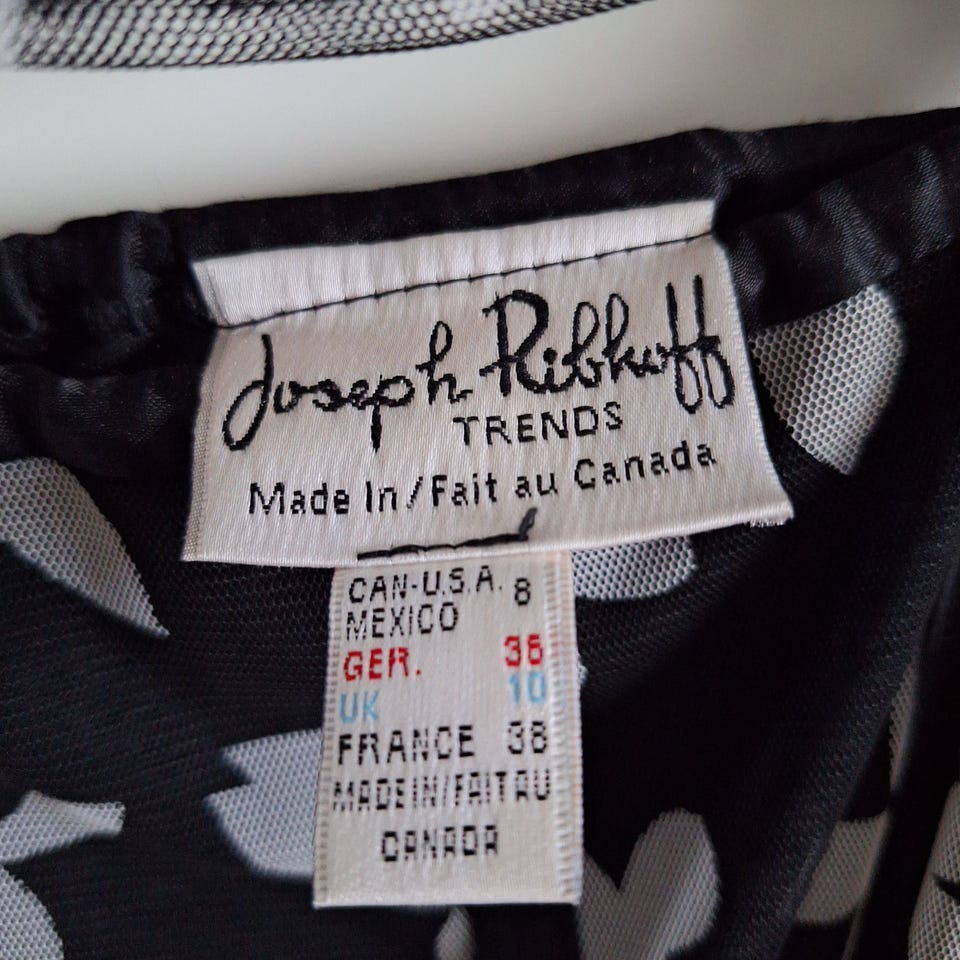 Joseph Ribkoff
TRENDS
Made In/Fait au Canada
CAN-U.S.A. 8
MEXICO
GER. 36
UK 10
FRANCE 38
MADE IN/FAIT AU
CANADA